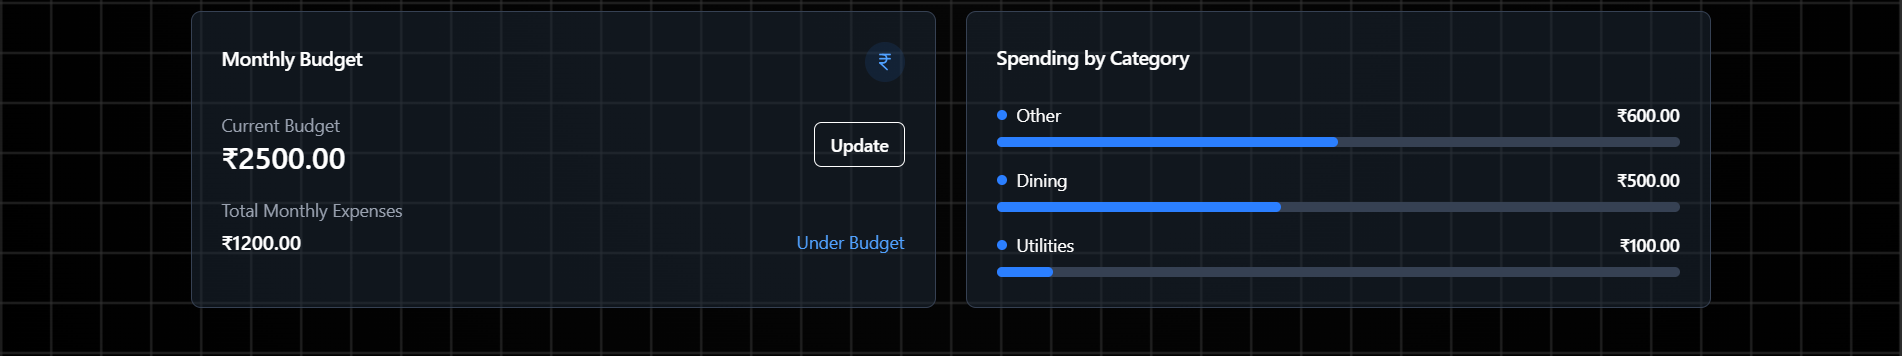 Monthly Budget
₹
Current Budget
₹2500.00
Update
Total Monthly Expenses
₹1200.00
Under Budget
Spending by Category
Other ₹600.00
Dining ₹500.00
Utilities ₹100.00